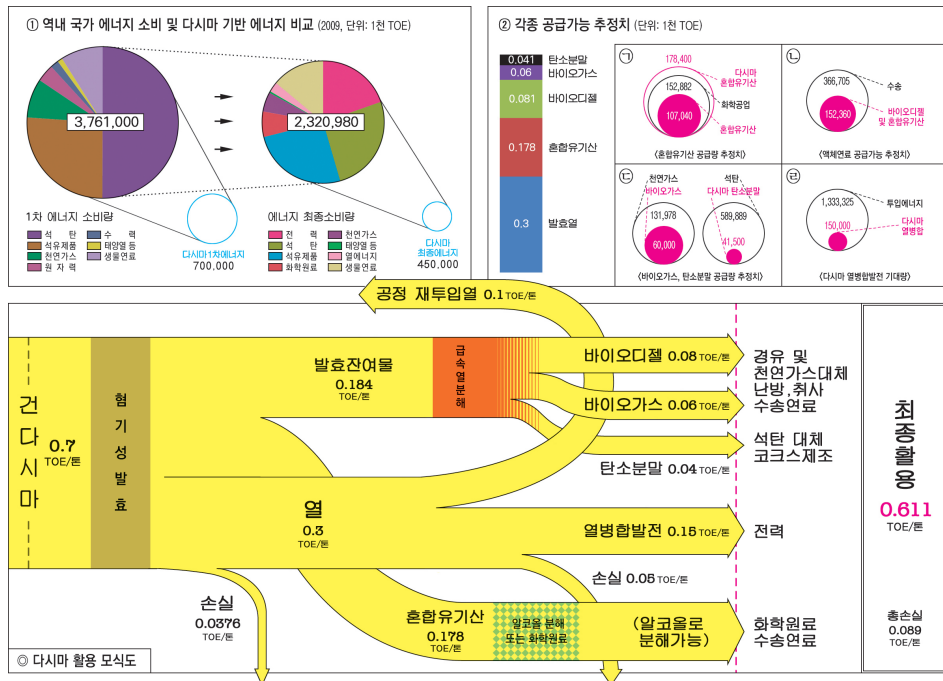 ① 역내 국가 에너지 소비 및 다시마 기반 에너지 비교 (2009, 단위: 1천 TOE)
3,761,000
2,320,980
1차 에너지 소비량
석 탄
수 력
석유제품
태양열 등
천연가스
생물연료
원 자 력
다시마1차에너지
700,000
에너지 최종소비량
전 력
천연가스
석 탄
태양열 등
석유제품
열에너지
화학원료
생물연료
다시마
최종에너지
450,000
② 각종 공급가능 추정치 (단위: 1천 TOE)
0.041
탄소분말
0.06
바이오가스
0.081
바이오디젤
0.178
혼합유기산
0.3
발효열
㉠
178,400
152,882
107,040
다시마
혼합유기산
화학공업
혼합유기산
〈혼합유기산 공급량 추정치〉
㉡
366,705
수송
152,360
바이오디젤
및 혼합유기산
〈액체연료 공급가능 추정치〉
㉢
천연가스
바이오가스
석탄
다시마 탄소분말
131,978
589,889
60,000
41,500
〈바이오가스, 탄소분말 공급량 추정치〉
㉣
1,333,325
투입에너지
150,000
다시마
열병합
〈다시마 열병합발전 기대량〉
공정 재투입열 0.1 TOE/톤
건다시마
0.7
TOE/톤
혐기성발효
발효잔여물
0.184
TOE/톤
급속열분해
바이오디젤 0.08 TOE/톤
바이오가스 0.06 TOE/톤
탄소분말 0.04 TOE/톤
경유 및
천연가스대체
난방,취사
수송연료
석탄 대체
코크스제조
열
0.3
TOE/톤
열병합발전 0.15 TOE/톤
전력
손실 0.05 TOE/톤
손실
0.0376
TOE/톤
혼합유기산
0.178
TOE/톤
알코올 분해
또는 화학원료
(알코올로
분해가능)
화학원료
수송연료
최종활용
0.611
TOE/톤
총손실
0.089
TOE/톤
◎ 다시마 활용 모식도